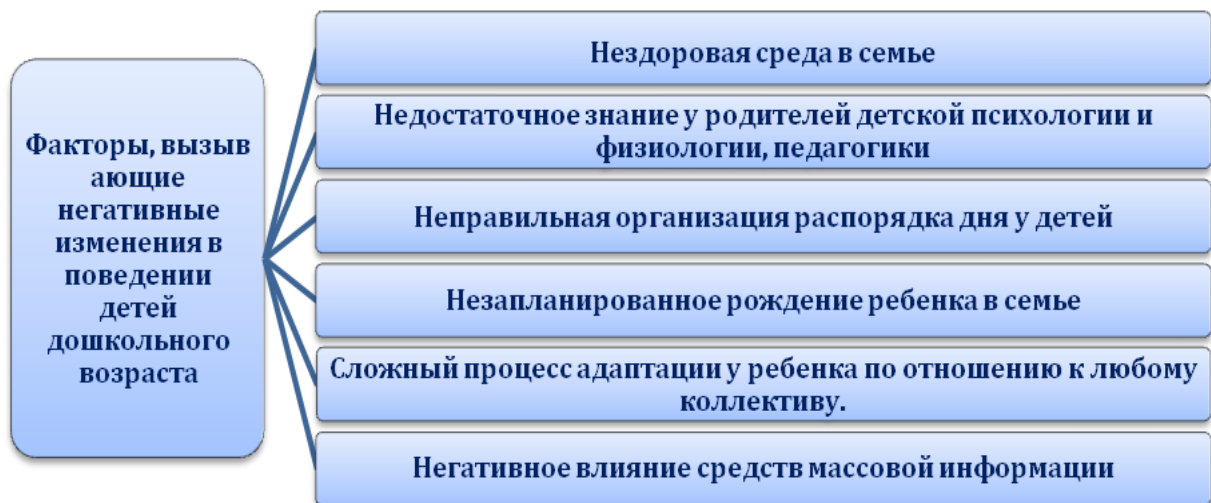 Факторы, вызыв
ающие
негативные
изменения в
поведении
детей
дошкольного
возраста
Нездоровая среда в семье
Недостаточное знание у родителей детской психологии и
физиологии, педагогики
Неправильная организация распорядка дня у детей
Незапланированное рождение ребенка в семье
Сложный процесс адаптации у ребенка по отношению к любому
коллективу.
Негативное влияние средств массовой информации